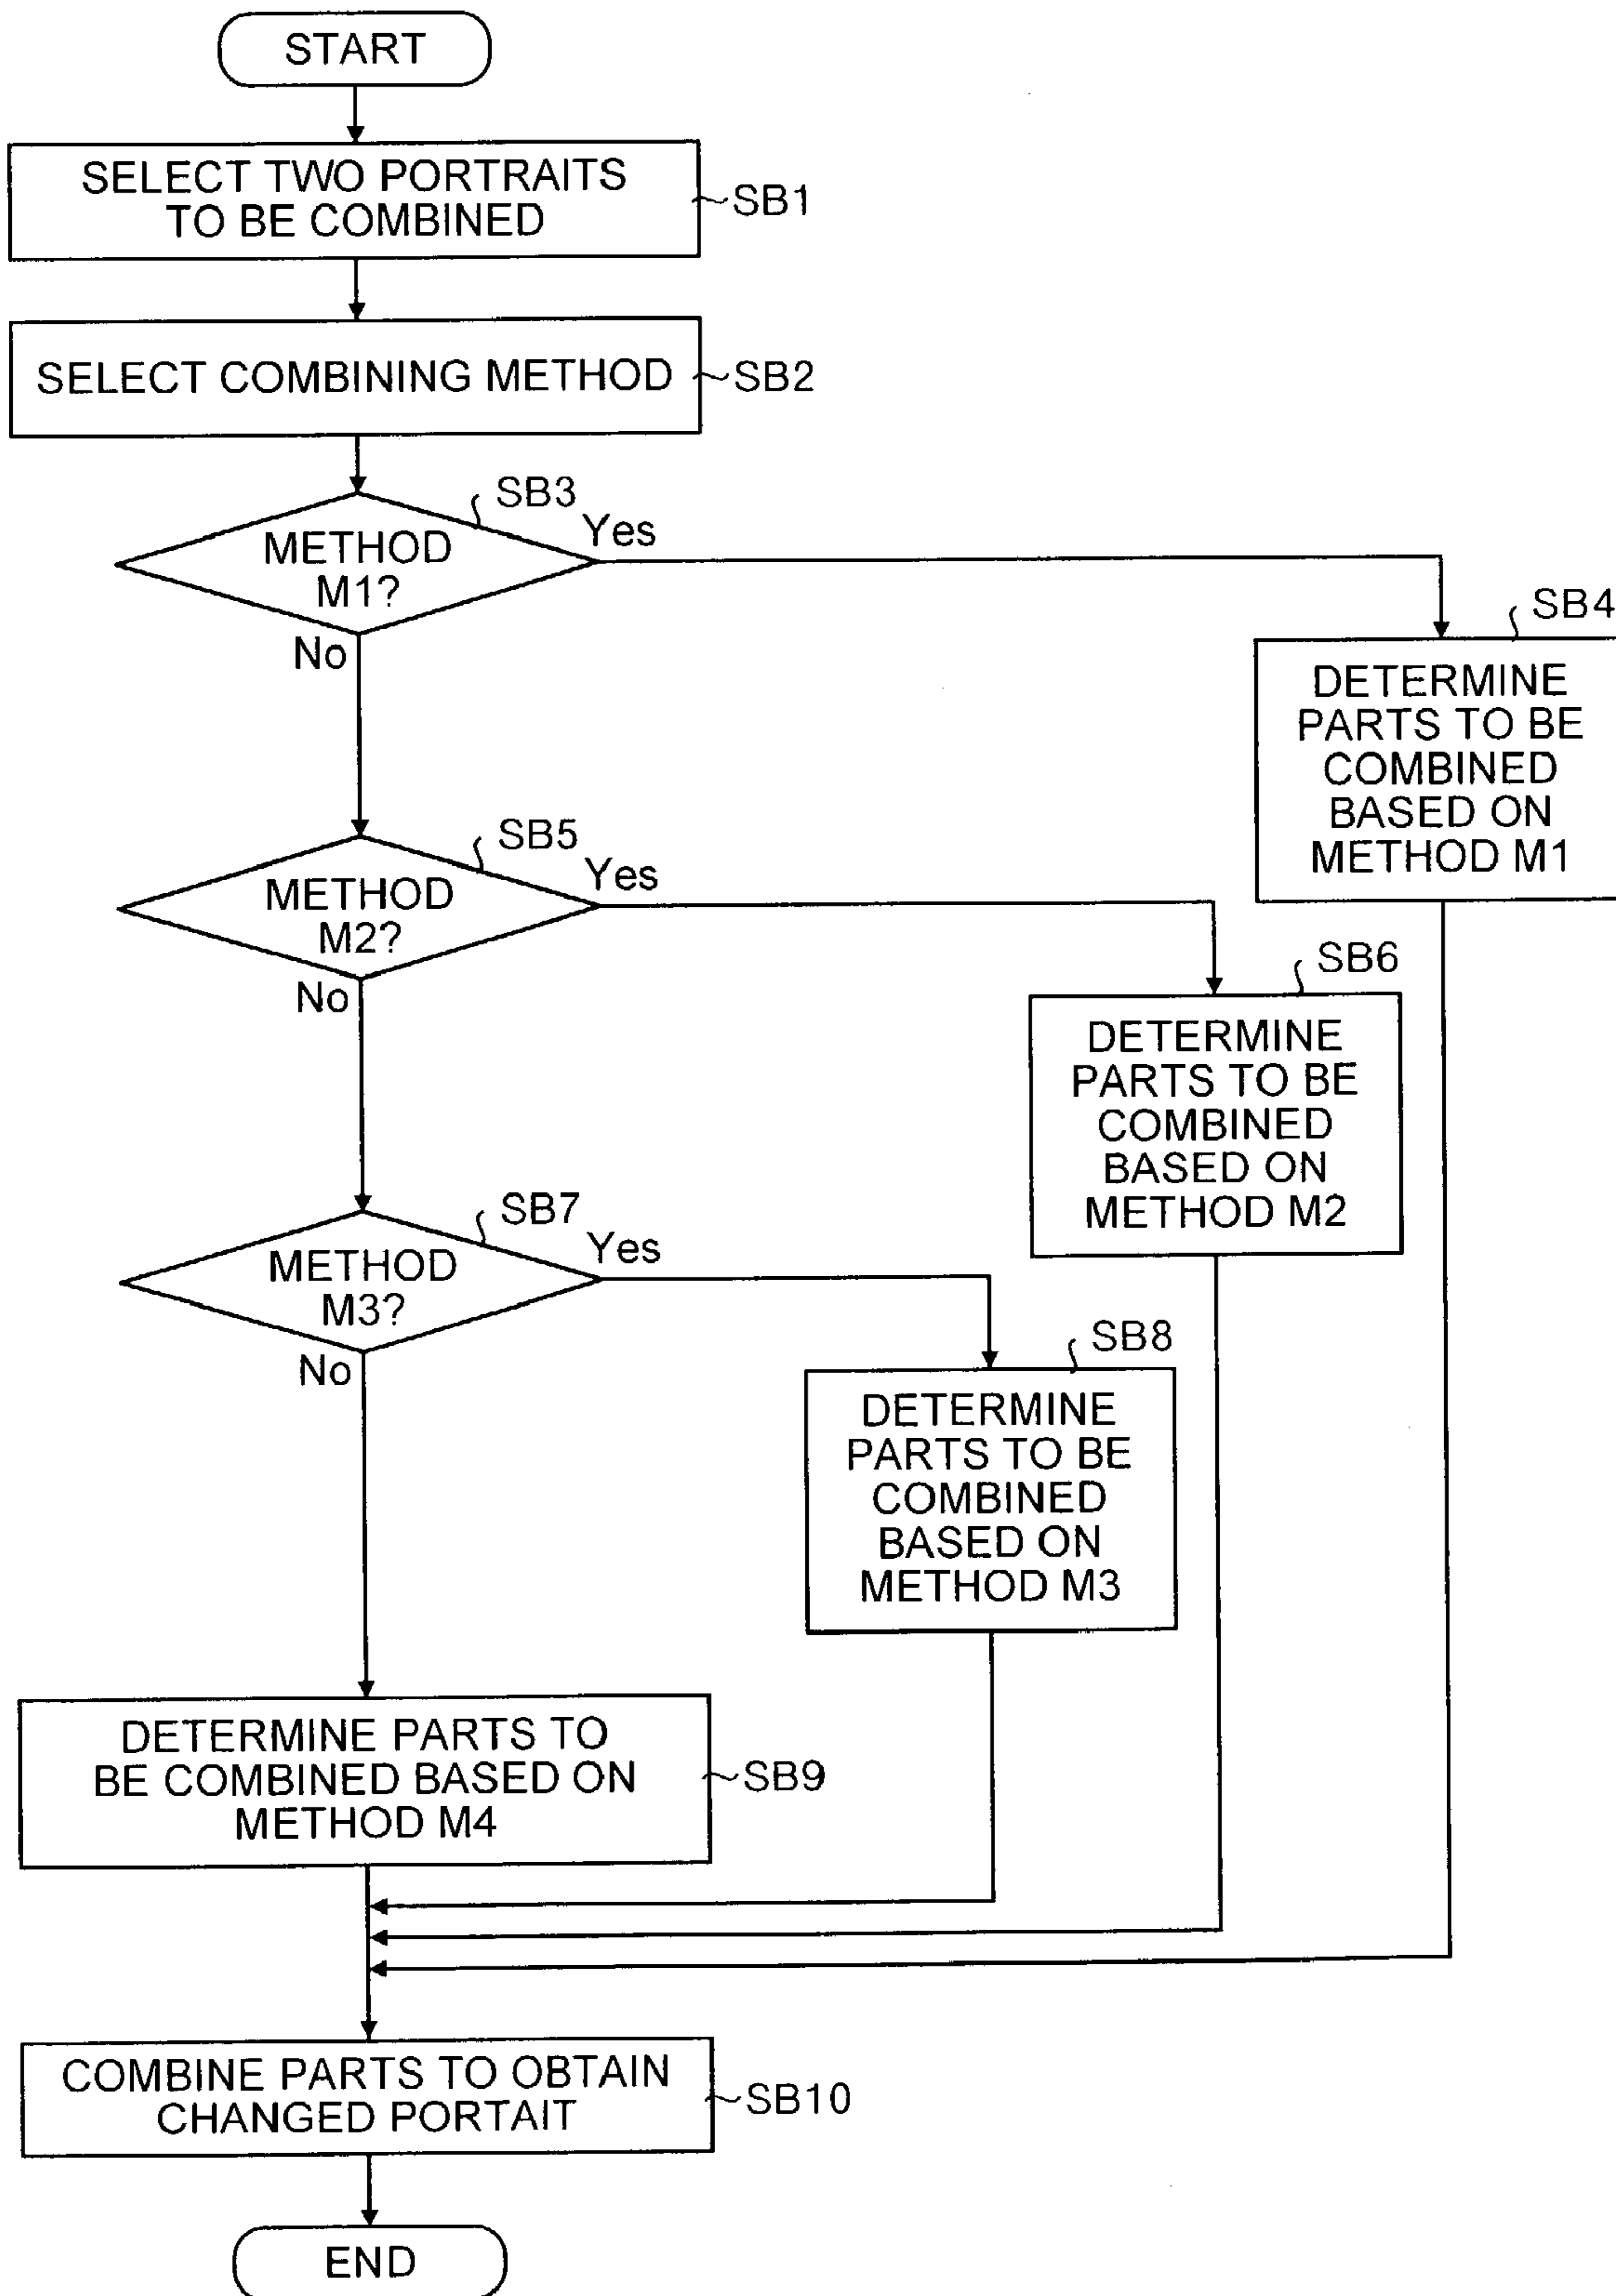 START
SELECT TWO PORTRAITS
TO BE COMBINED
SB1
SELECT COMBINING METHOD
SB2
SB3
METHOD
M1?
Yes
No
SB4
DETERMINE
PARTS TO BE
COMBINED
BASED ON
METHOD M1
SB5
METHOD
M2?
Yes
No
SB6
DETERMINE
PARTS TO BE
COMBINED
BASED ON
METHOD M2
SB7
METHOD
M3?
Yes
No
SB8
DETERMINE
PARTS TO BE
COMBINED
BASED ON
METHOD M3
DETERMINE PARTS TO
BE COMBINED BASED ON
METHOD M4
SB9
COMBINE PARTS TO OBTAIN
CHANGED PORTAIT
SB10
END